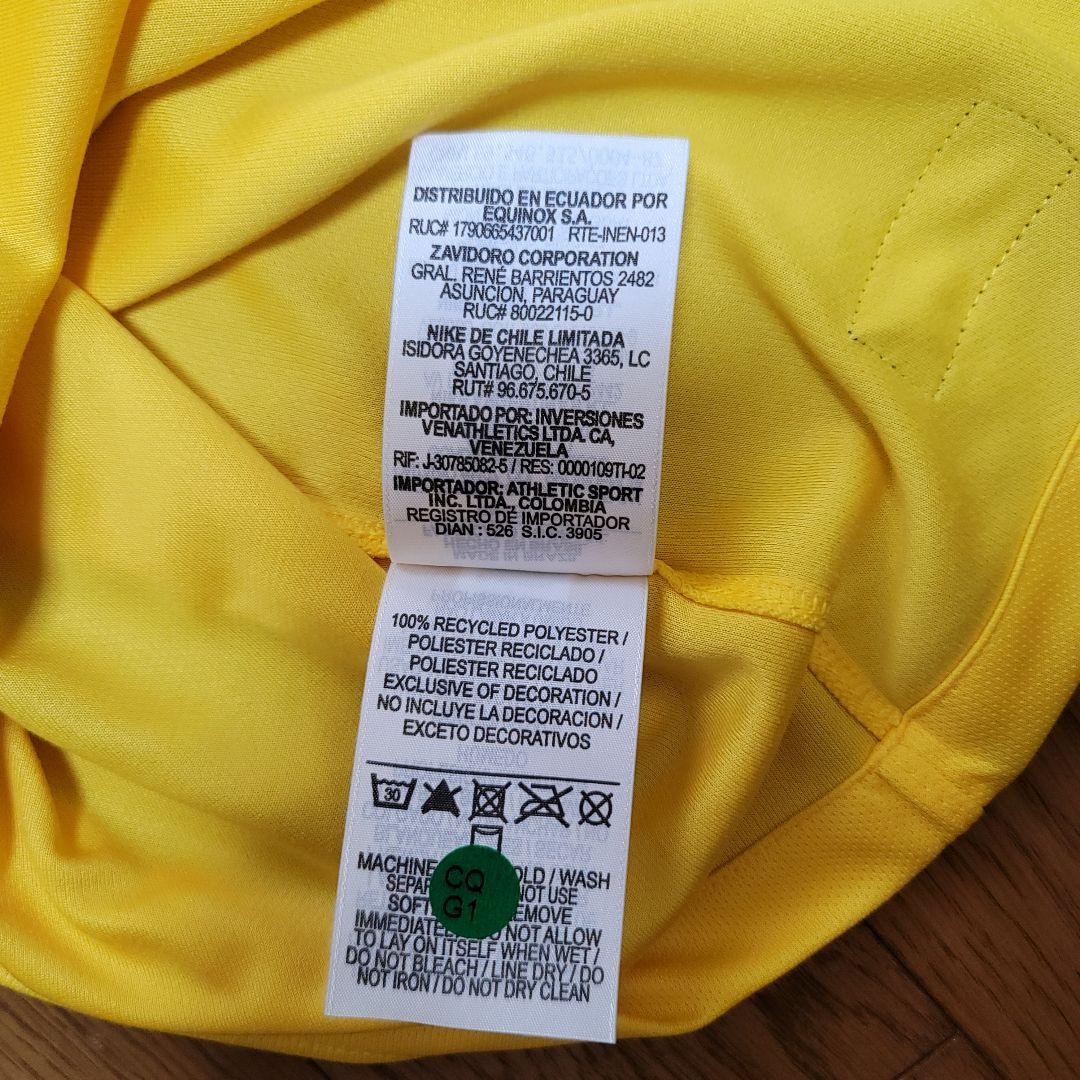 DISTRIBUIDO EN ECUADOR POR
EQUINOX S.A.
RUC# 1790665437001 RTE-INEN-013
ZAVIDORO CORPORATION
GRAL. RENÉ BARRIENTOS 2482
ASUNCION, PARAGUAY
RUC# 80022115-0
NIKE DE CHILE LIMITADA
ISIDORA GOYENECHEA 3365, LC
SANTIAGO, CHILE
RUT# 96.675.670-5
IMPORTADO POR: INVERSIONES
VENATHLETICS LTDA. CA,
VENEZUELA
RIF: J-30785082-5 / RES: 0000109TI-02
IMPORTADOR: ATHLETIC SPORT
INC. LTDA., COLOMBIA
REGISTRO DE IMPORTADOR
DIAN : 526 S.I.C. 3905
100% RECYCLED POLYESTER /
POLIESTER RECICLADO /
POLIESTER RECICLADO
EXCLUSIVE OF DECORATION /
NO INCLUYE LA DECORACION /
EXCETO DECORATIVOS
30
MACHINE OLD / WASH
SEPAR NOT USE
SOFT EMOVE
IMMEDIATEL NOT ALLOW
TO LAY ON ITSELF WHEN WET /
DO NOT BLEACH / LINE DRY / DO
NOT IRON / DO NOT DRY CLEAN
CQ
G1